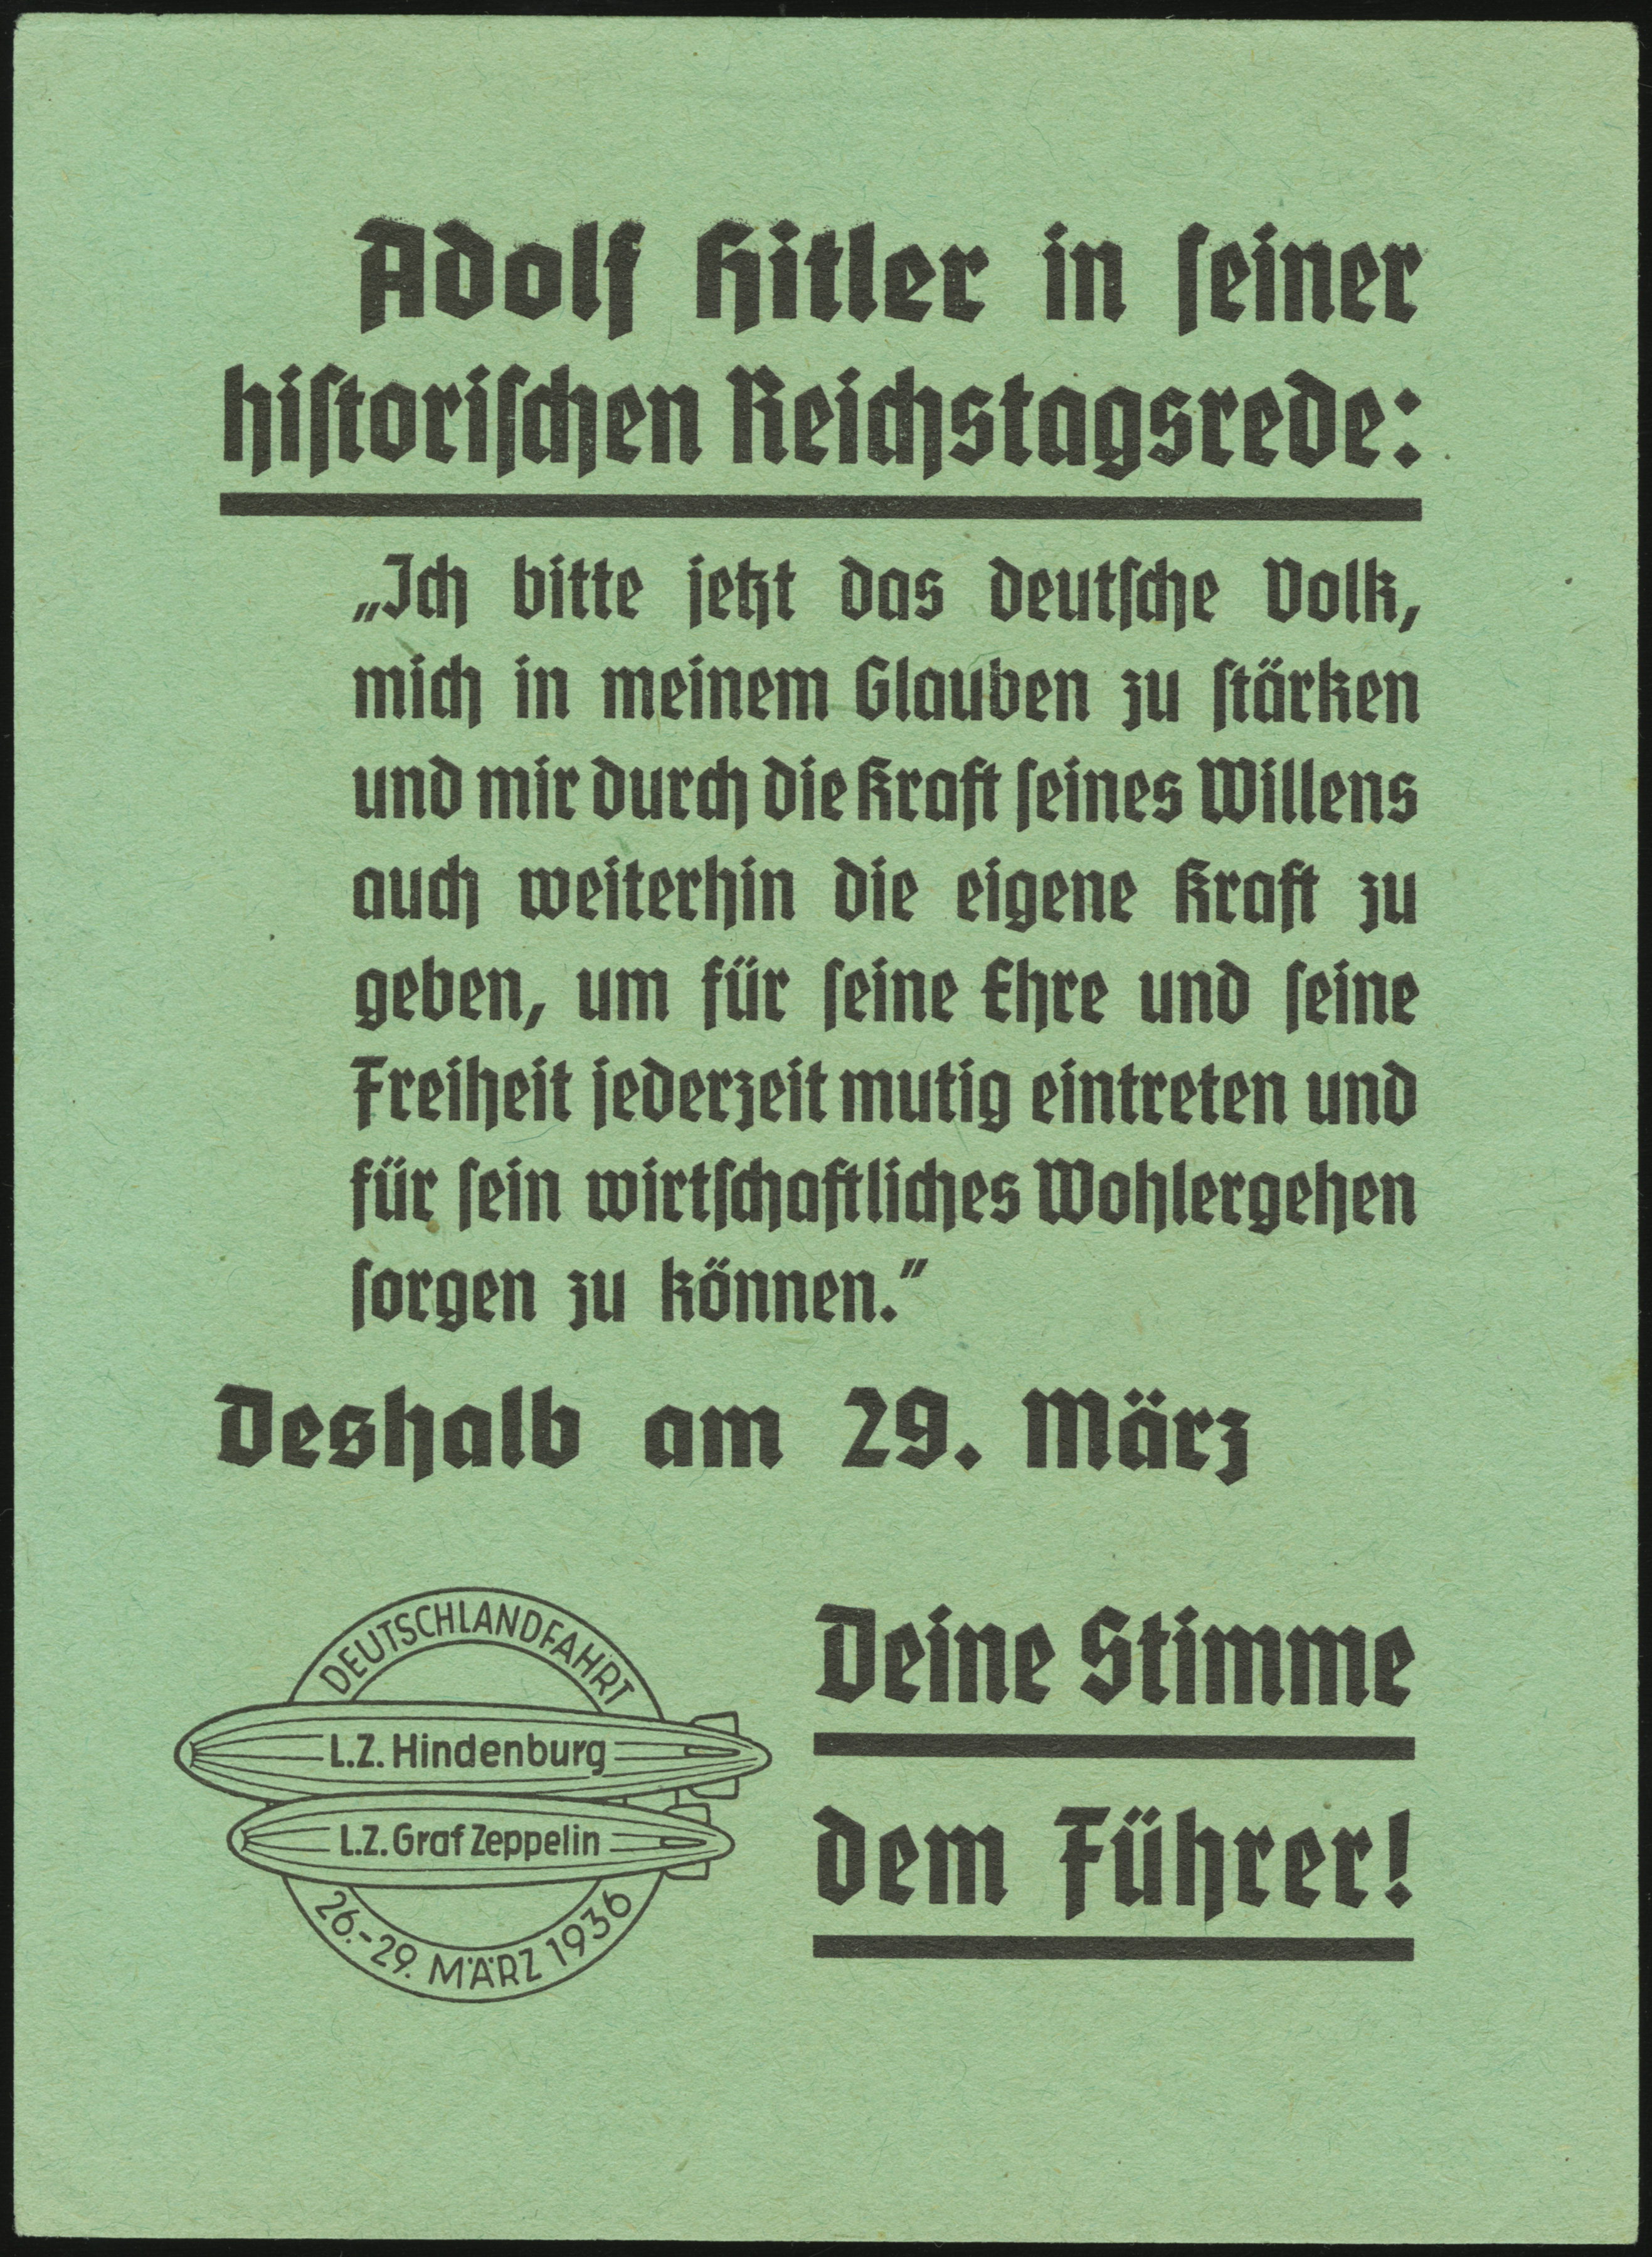 Adolf Hitler in ſeiner
hiſtoriſchen Reichstagsrede:
„Ich bitte jetzt das deutſche Volk,
mich in meinem Glauben zu ſtärken
und mir durch die Kraft ſeines Willens
auch weiterhin die eigene Kraft zu
geben, um für ſeine Ehre und ſeine
Freiheit jederzeit mutig eintreten und
für ſein wirtſchaftliches Wohlergehen
ſorgen zu können.“
Deshalb am 29. März
DEUTSCHLANDFAHRT
L.Z. Hindenburg
L.Z. Graf Zeppelin
26.-29. MÄRZ 1936
Deine Stimme
dem Führer!